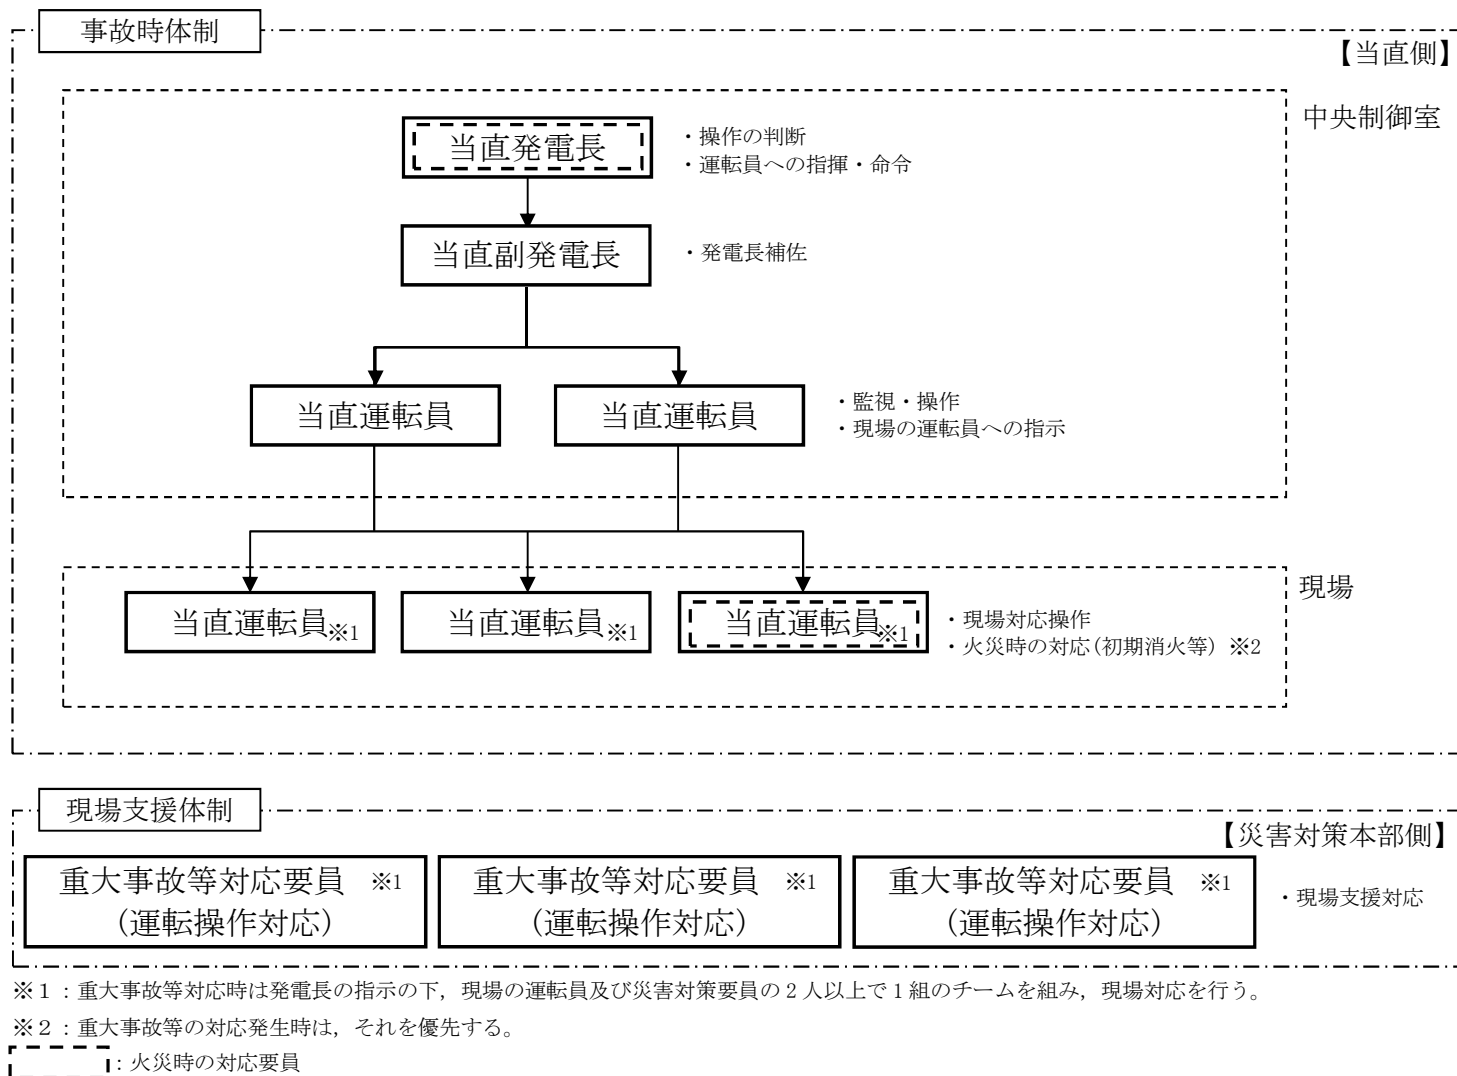 事故時体制
【当直側】
中央制御室
当直発電長
・操作の判断
・運転員への指揮・命令
当直副発電長
・発電長補佐
当直運転員
当直運転員
・監視・操作
・現場の運転員への指示
現場
当直運転員※1
当直運転員※1
当直運転員※1
・現場対応操作
・火災時の対応(初期消火等) ※2
現場支援体制
【災害対策本部側】
重大事故等対応要員 ※1
(運転操作対応)
重大事故等対応要員 ※1
(運転操作対応)
重大事故等対応要員 ※1
(運転操作対応)
・現場支援対応
※1：重大事故等対応時は発電長の指示の下，現場の運転員及び災害対策要員の2人以上で1組のチームを組み，現場対応を行う。
※2：重大事故等の対応発生時は，それを優先する。
：火災時の対応要員